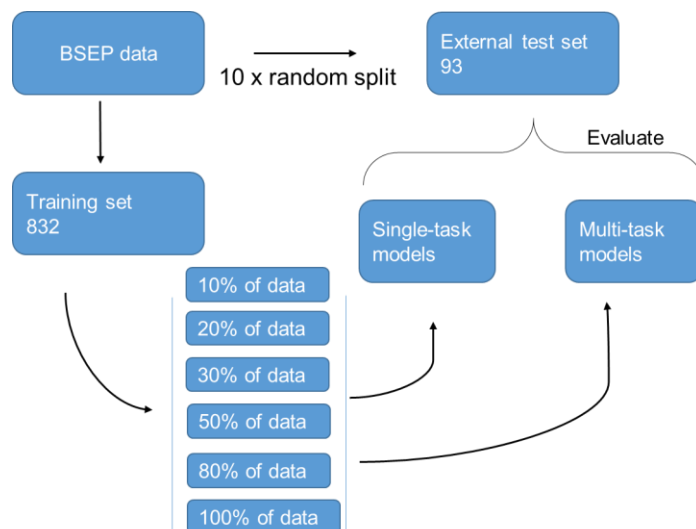 BSEP data
10 x random split
External test set
93
Evaluate
Training set
832
Single-task
models
Multi-task
models
10% of data
20% of data
30% of data
50% of data
80% of data
100% of data